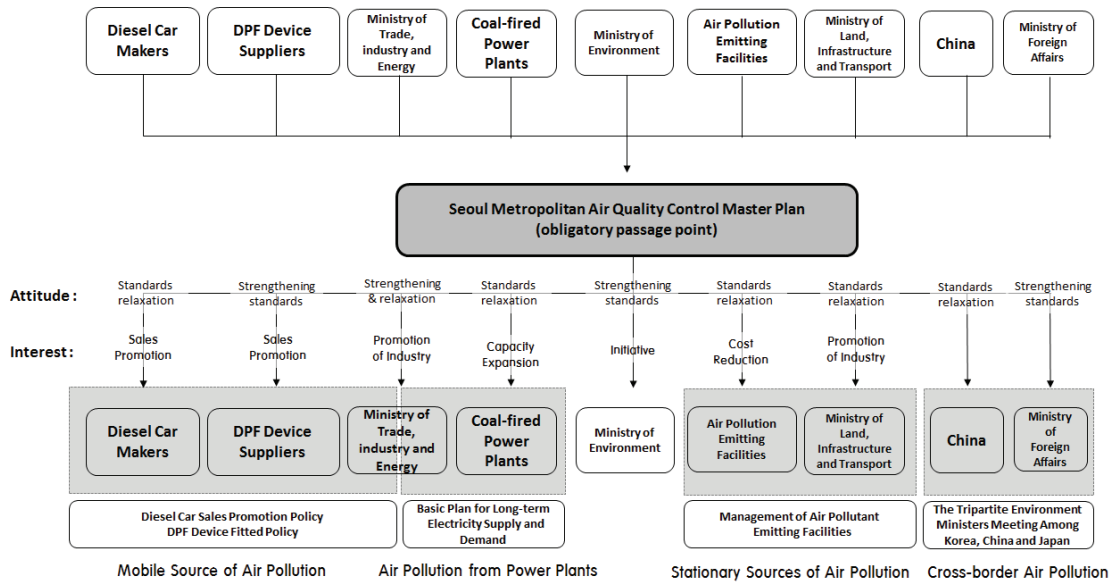 Diesel Car
Makers
DPF Device
Suppliers
Ministry of
Trade,
industry and
Energy
Coal-fired
Power
Plants
Ministry of
Environment
Air Pollution
Emitting
Facilities
Ministry of
Land,
Infrastructure
and Transport
China
Ministry of
Foreign
Affairs
Seoul Metropolitan Air Quality Control Master Plan
(obligatory passage point)
Attitude :
Standards
relaxation
Strengthening
standards
Strengthening
& relaxation
Standards
relaxation
Strengthening
standards
Standards
relaxation
Standards
relaxation
Standards
relaxation
Strengthening
standards
Interest :
Sales
Promotion
Sales
Promotion
Promotion
of Industry
Capacity
Expansion
Initiative
Cost
Reduction
Promotion
of Industry
Diesel Car
Makers
DPF Device
Suppliers
Ministry of
Trade,
industry and
Energy
Coal-fired
Power
Plants
Ministry of
Environment
Air Pollution
Emitting
Facilities
Ministry of
Land,
Infrastructure
and Transport
China
Ministry
of
Foreign
Affairs
Diesel Car Sales Promotion Policy
DPF Device Fitted Policy
Basic Plan for Long-term
Electricity Supply and
Demand
Management of Air Pollutant
Emitting Facilities
The Tripartite Environment
Ministers Meeting Among
Korea, China and Japan
Mobile Source of Air Pollution
Air Pollution from Power Plants
Stationary Sources of Air Pollution
Cross-border Air Pollution